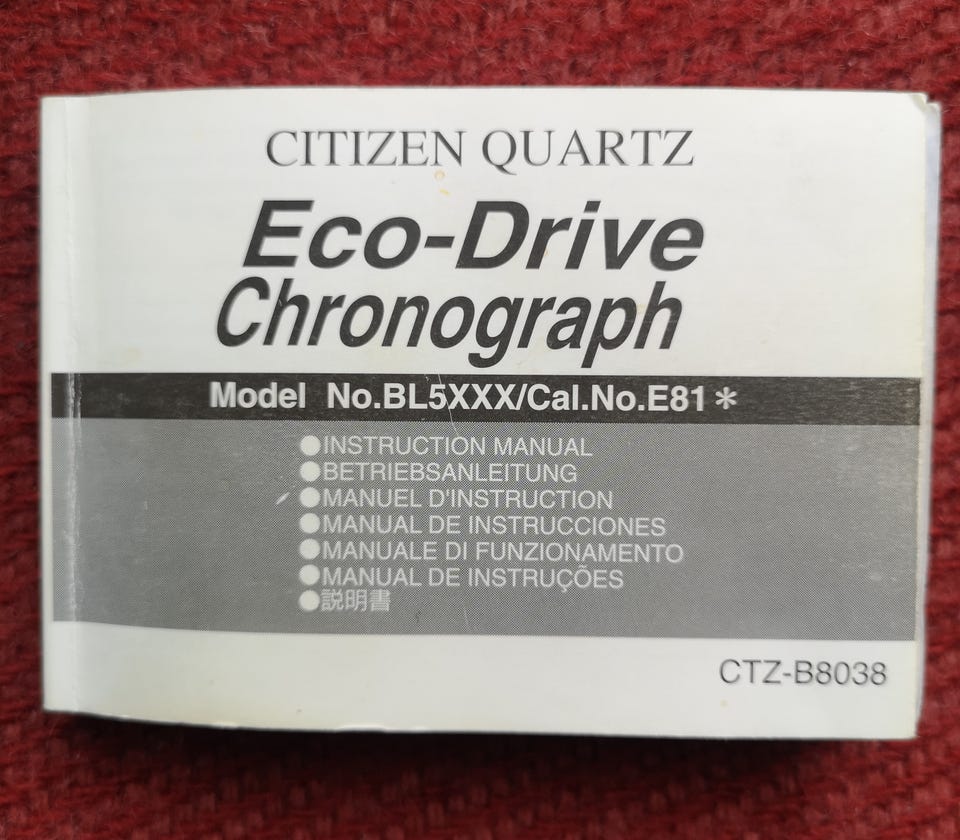 CITIZEN QUARTZ
Eco-Drive
Chronograph
Model No.BL5XXX/Cal.No.E81*
●INSTRUCTION MANUAL
●BETRIEBSANLEITUNG
●MANUEL D'INSTRUCTION
●MANUAL DE INSTRUCCIONES
●MANUALE DI FUNZIONAMENTO
●MANUAL DE INSTRUÇÕES
●説明書
CTZ-B8038